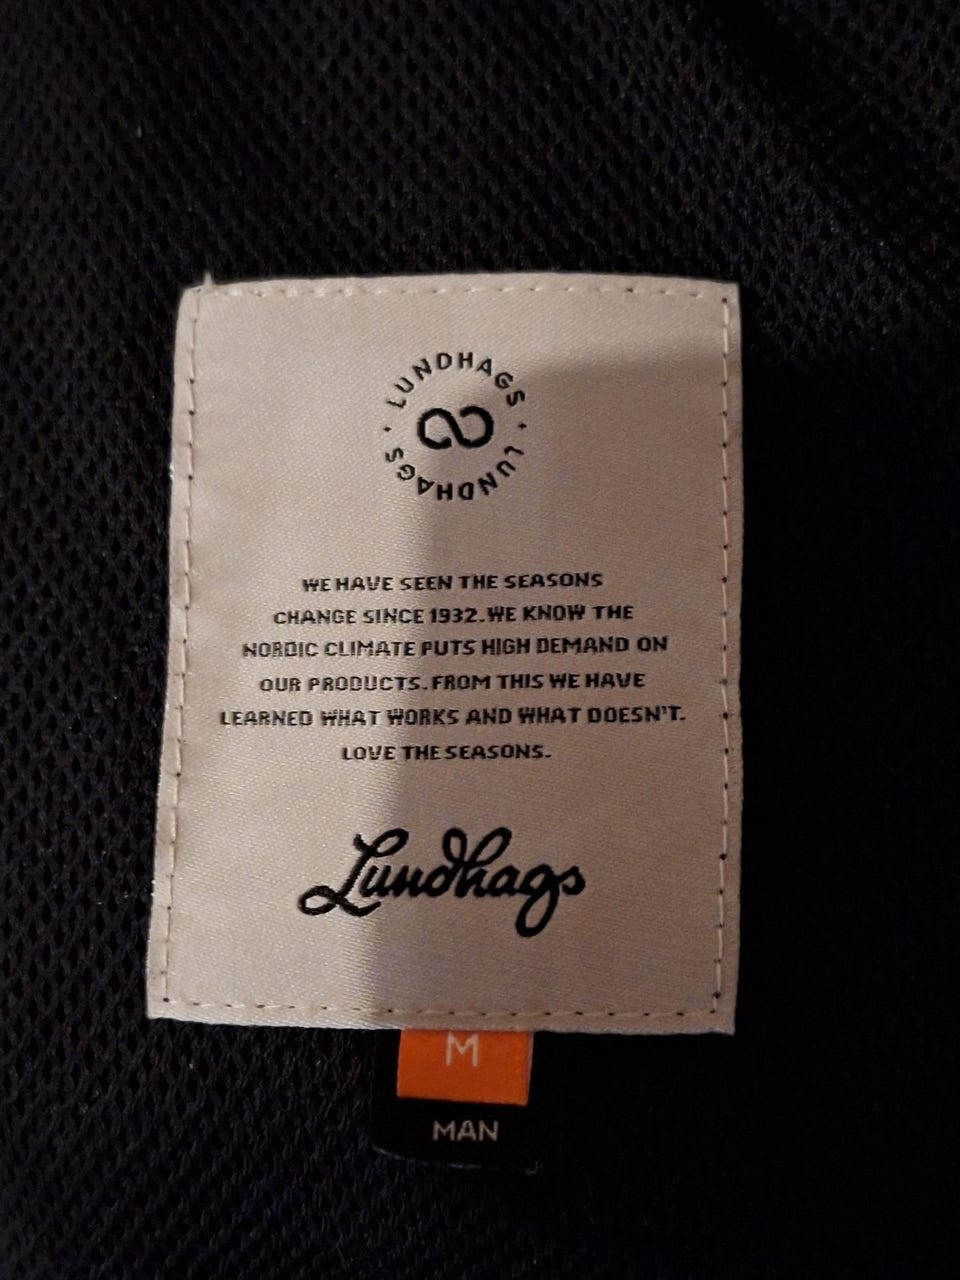 LUNDHAGS · LUNDHAGS ·
WE HAVE SEEN THE SEASONS
CHANGE SINCE 1932. WE KNOW THE
NORDIC CLIMATE PUTS HIGH DEMAND ON
OUR PRODUCTS. FROM THIS WE HAVE
LEARNED WHAT WORKS AND WHAT DOESN'T.
LOVE THE SEASONS.
Lundhags
M
MAN